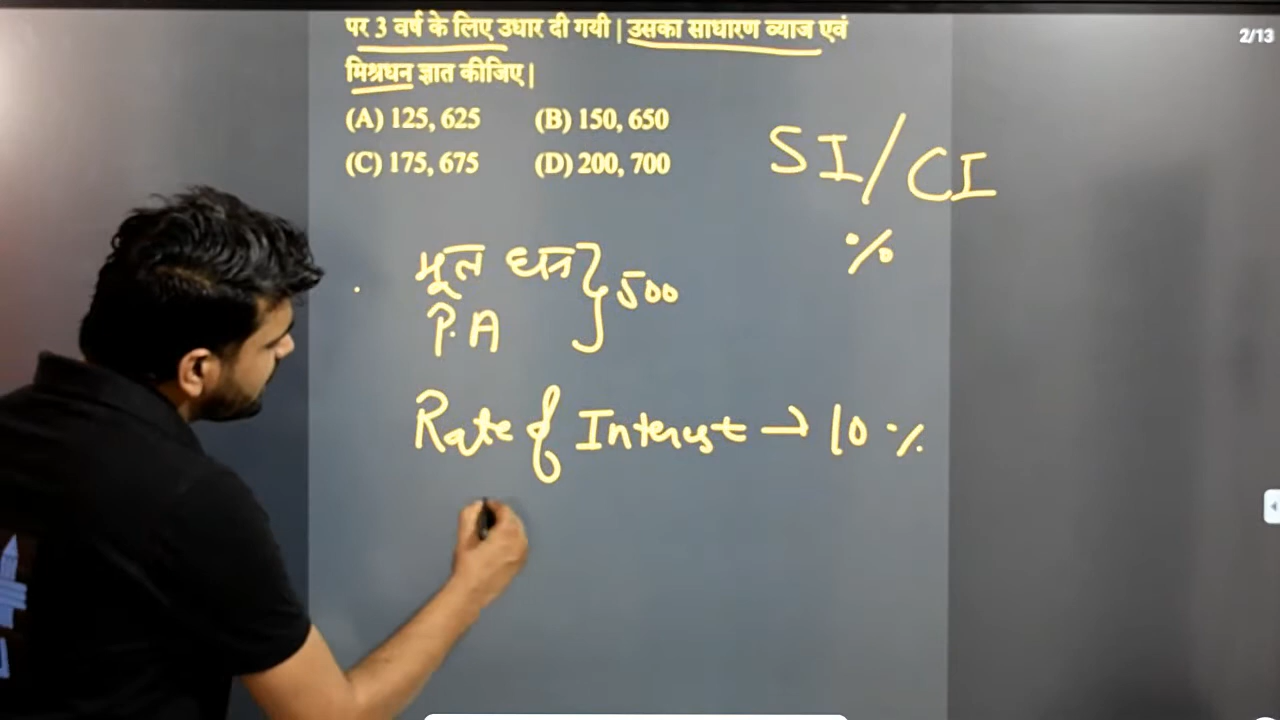 पर 3 वर्ष के लिए उधार दी गयी | उसका साधारण व्याज एवं
मिश्रधन ज्ञात कीजिए |
(A) 125, 625 (B) 150, 650
(C) 175, 675 (D) 200, 700
SI/CI
%
मूल धन } 500
P.A
Rate of Interest → 10 %
2/13